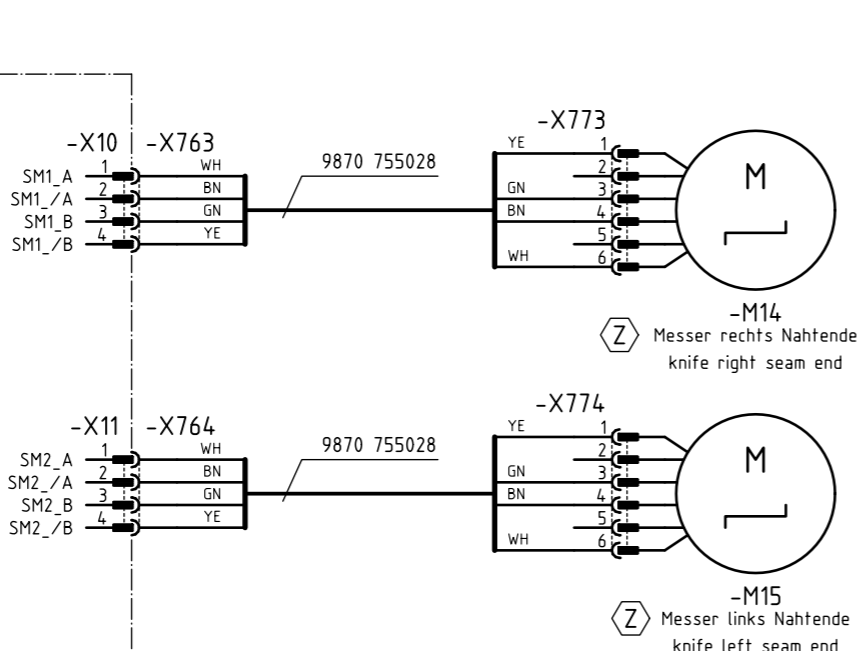 -X10 -X763
SM1_A 1 WH
SM1_/A 2 BN
SM1_B 3 GN
SM1_/B 4 YE
9870 755028
-X773
YE 1
2
GN 3
BN 4
5
WH 6
M
-M14
Z Messer rechts Nahtende
knife right seam end
-X11 -X764
SM2_A 1 WH
SM2_/A 2 BN
SM2_B 3 GN
SM2_/B 4 YE
9870 755028
-X774
YE 1
2
GN 3
BN 4
5
WH 6
M
-M15
Z Messer links Nahtende
knife left seam end